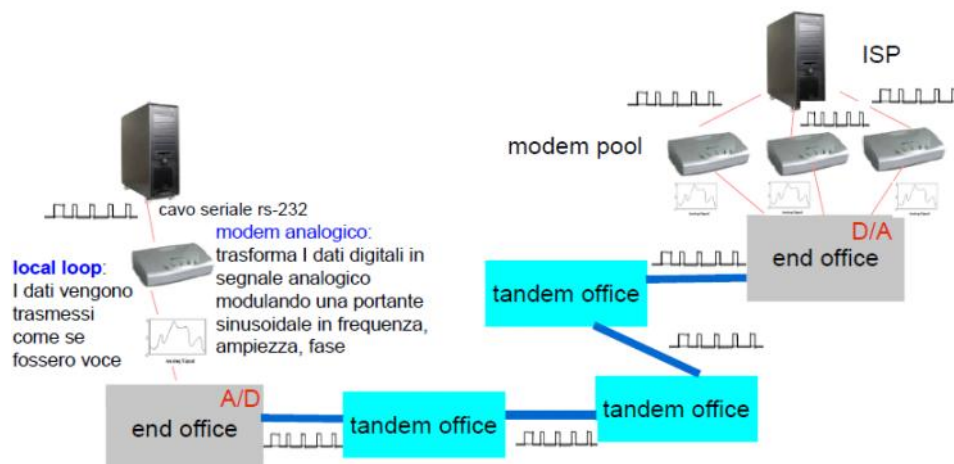 ISP
modem pool
cavo seriale rs-232
modem analogico:
trasforma I dati digitali in
segnale analogico
modulando una portante
sinusoidale in frequenza,
ampiezza, fase
local loop:
I dati vengono
trasmessi
come se
fossero voce
D/A
end office
tandem office
tandem office
tandem office
A/D
end office